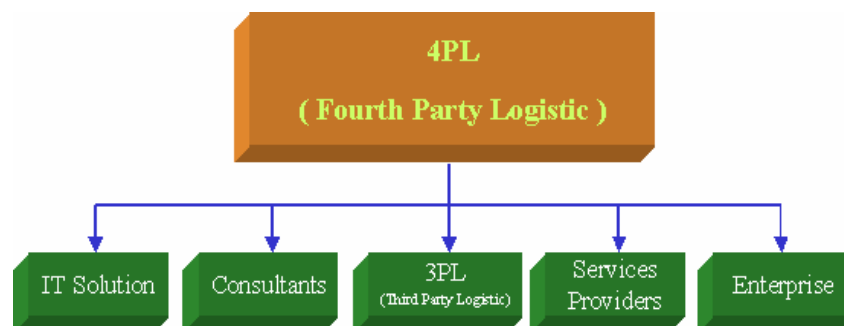 4PL
( Fourth Party Logistic )
IT Solution
Consultants
3PL
(Third Party Logistic)
Services
Providers
Enterprise